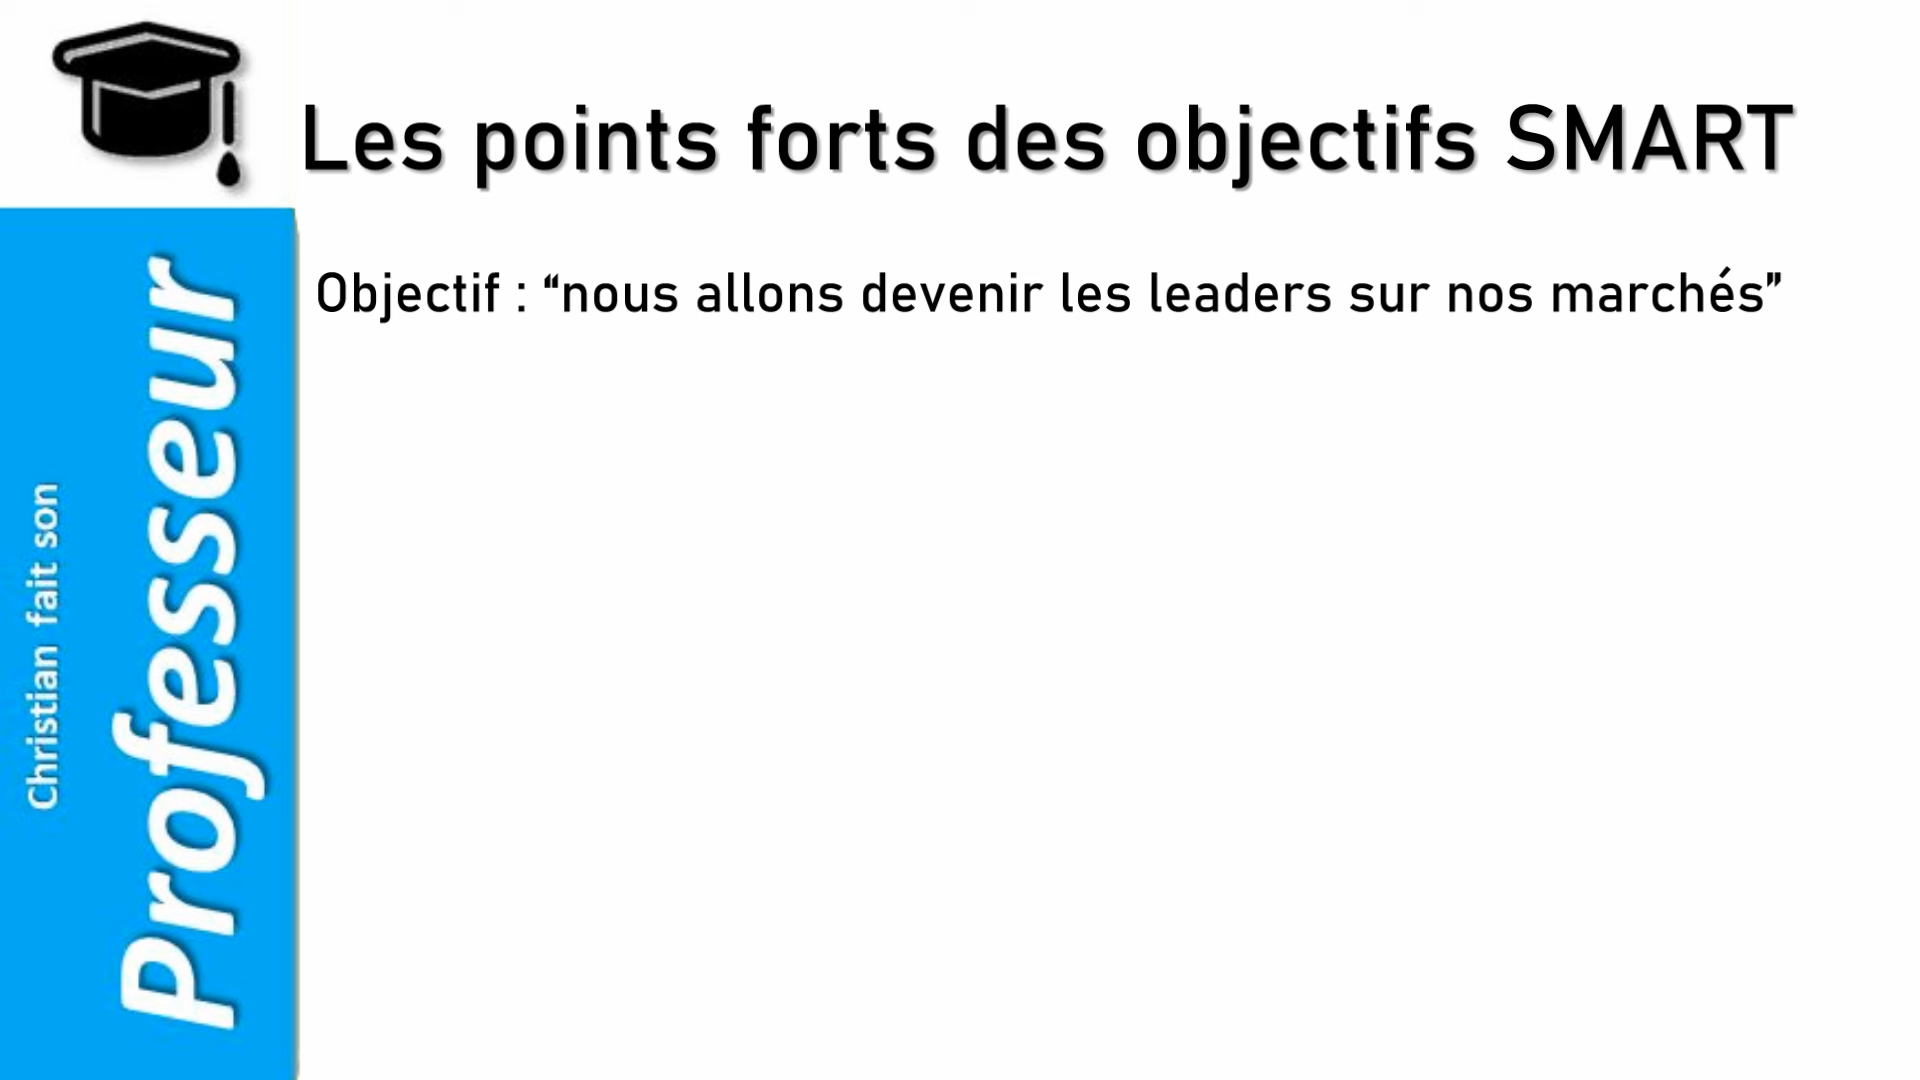 Les points forts des objectifs SMART
Objectif : “nous allons devenir les leaders sur nos marchés”
Christian fait son
Professeur